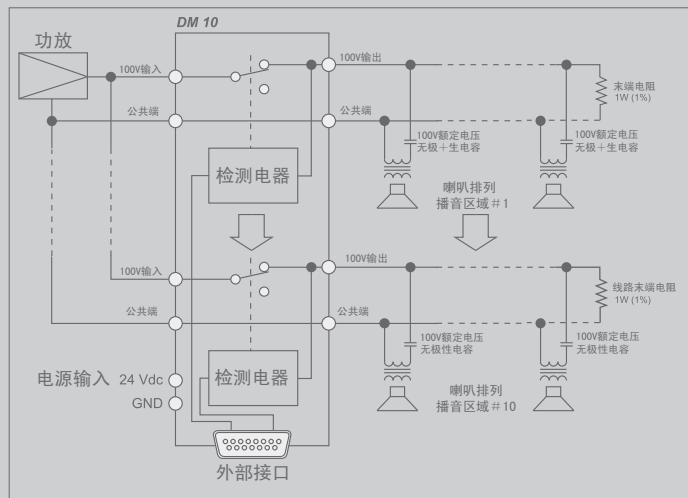 DM 10
功放
100V输入
100V输出
公共端
公共端
末端电阻
1W (1%)
100V额定电压
无极＋生电容
100V额定电压
无极＋生电容
检测电器
喇叭排列
播音区域＃1
100V输入
100V输出
公共端
公共端
线路末端电阻
1W (1%)
100V额定电压
无极性电容
100V额定电压
无极性电容
检测电器
喇叭排列
播音区域＃10
电源输入 24 Vdc
GND
外部接口